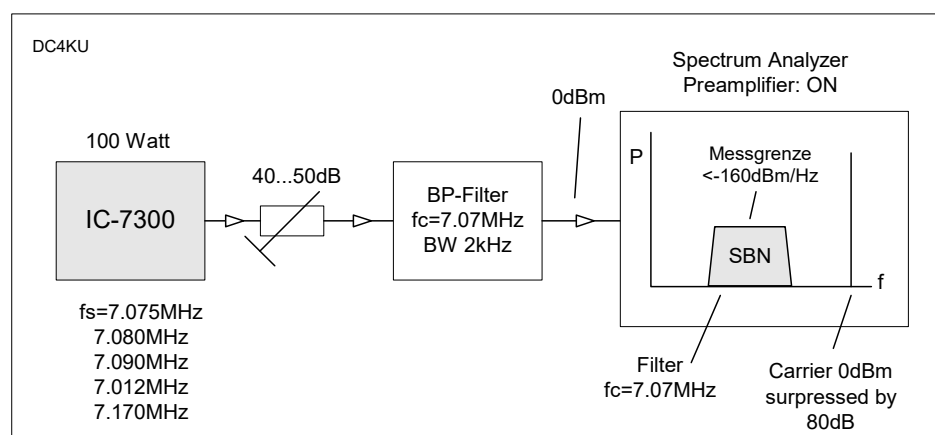 DC4KU
100 Watt
IC-7300
fs=7.075MHz
7.080MHz
7.090MHz
7.012MHz
7.170MHz
40...50dB
BP-Filter
fc=7.07MHz
BW 2kHz
0dBm
Spectrum Analyzer
Preamplifier: ON
P
Messgrenze
<-160dBm/Hz
SBN
f
Filter
fc=7.07MHz
Carrier 0dBm
surpressed by
80dB